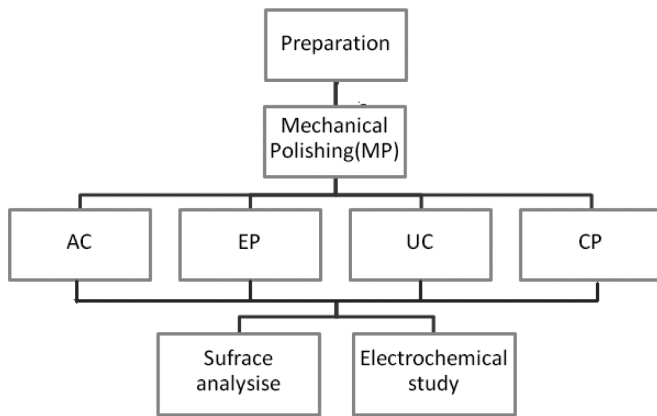 Preparation
Mechanical
Polishing(MP)
AC
EP
UC
CP
Sufrace
analysise
Electrochemical
study